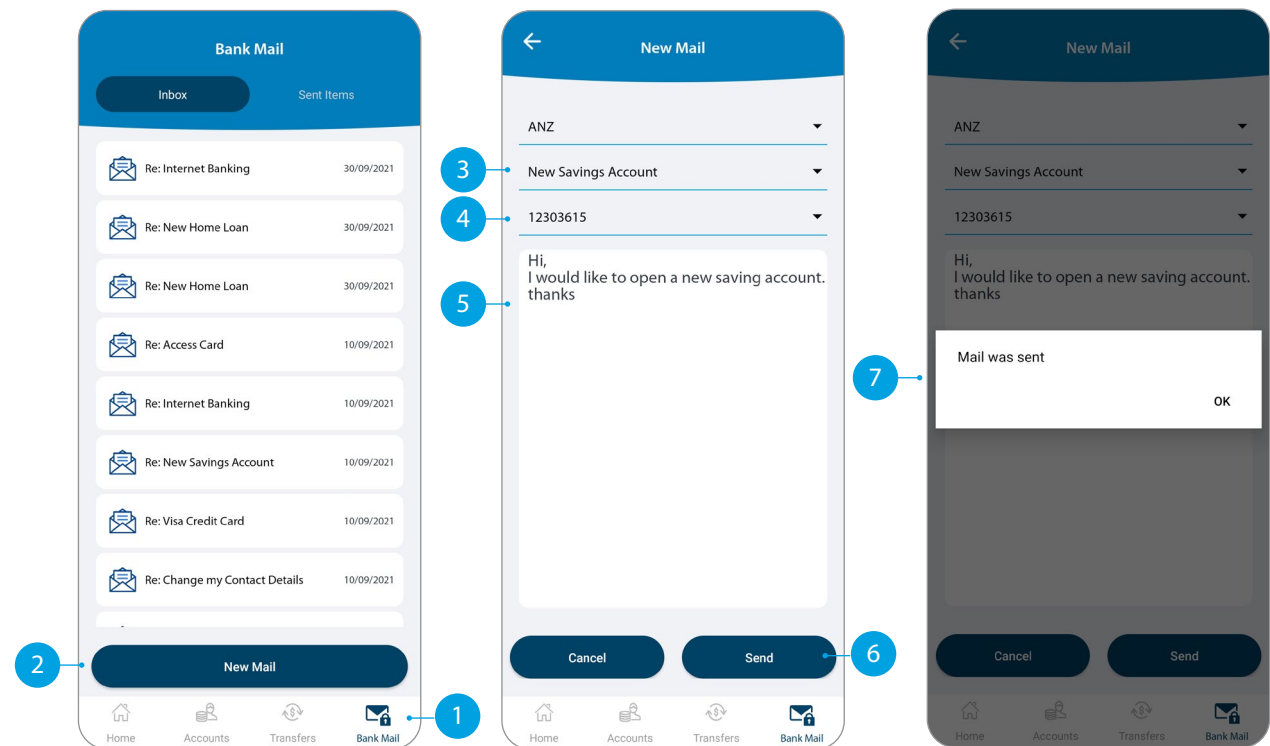 Bank Mail
Inbox Sent Items
Re: Internet Banking 30/09/2021
Re: New Home Loan 30/09/2021
Re: New Home Loan 30/09/2021
Re: Access Card 10/09/2021
Re: Internet Banking 10/09/2021
Re: New Savings Account 10/09/2021
Re: Visa Credit Card 10/09/2021
Re: Change my Contact Details 10/09/2021
2
New Mail
Home Accounts Transfers Bank Mail
1
New Mail
ANZ
3
New Savings Account
4
12303615
Hi,
I would like to open a new saving account.
thanks
5
Cancel Send
6
Home Accounts Transfers Bank Mail
New Mail
ANZ
New Savings Account
12303615
Hi,
I would like to open a new saving account.
thanks
7
Mail was sent
OK
Cancel Send
Home Accounts Transfers Bank Mail